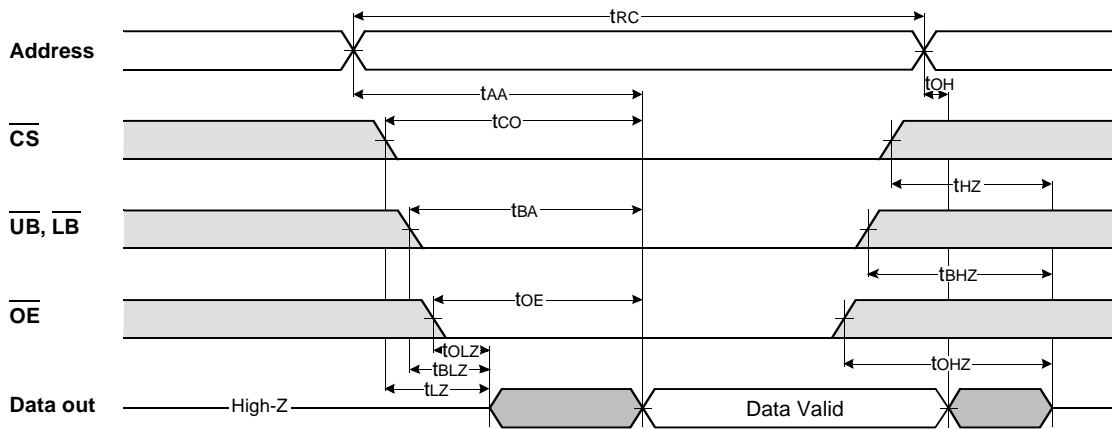 tRC
Address
tOH
tAA
tCO
CS
tHZ
tBA
UB, LB
tBHZ
tOE
OE
tOLZ
tOHZ
tBLZ
tLZ
Data out
High-Z
Data Valid